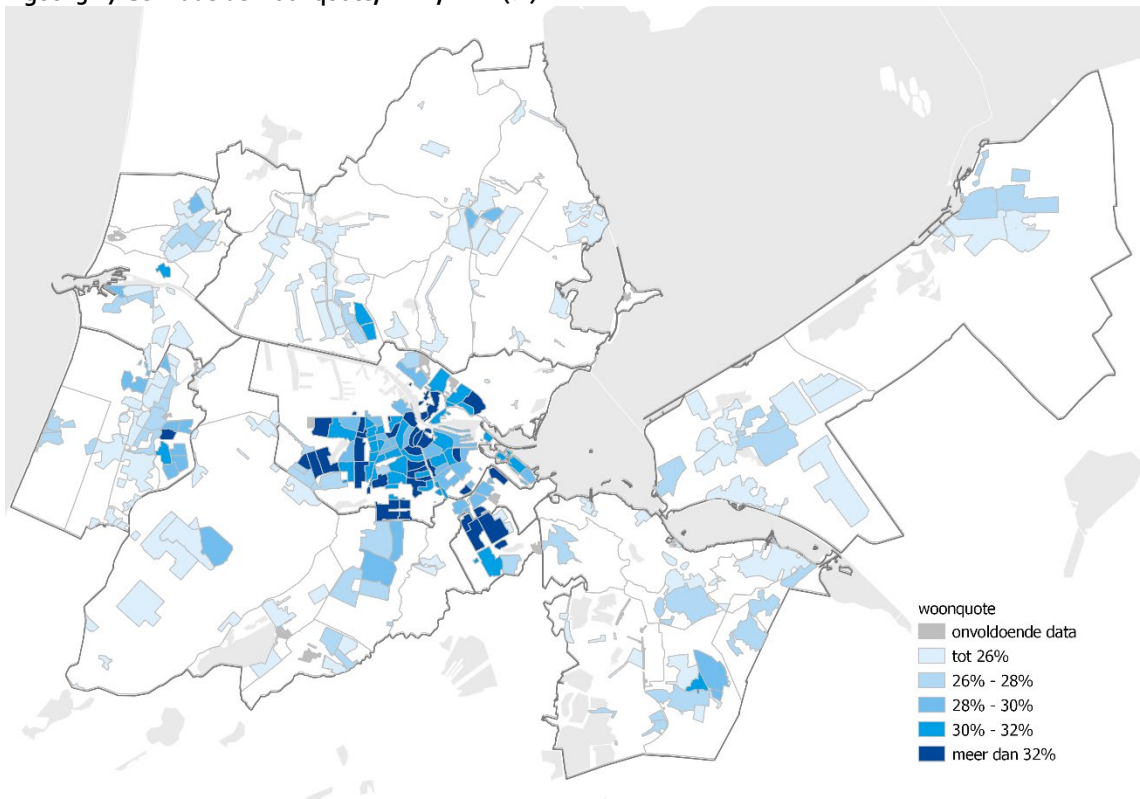 woonquote
onvoldoende data
tot 26%
26% - 28%
28% - 30%
30% - 32%
meer dan 32%